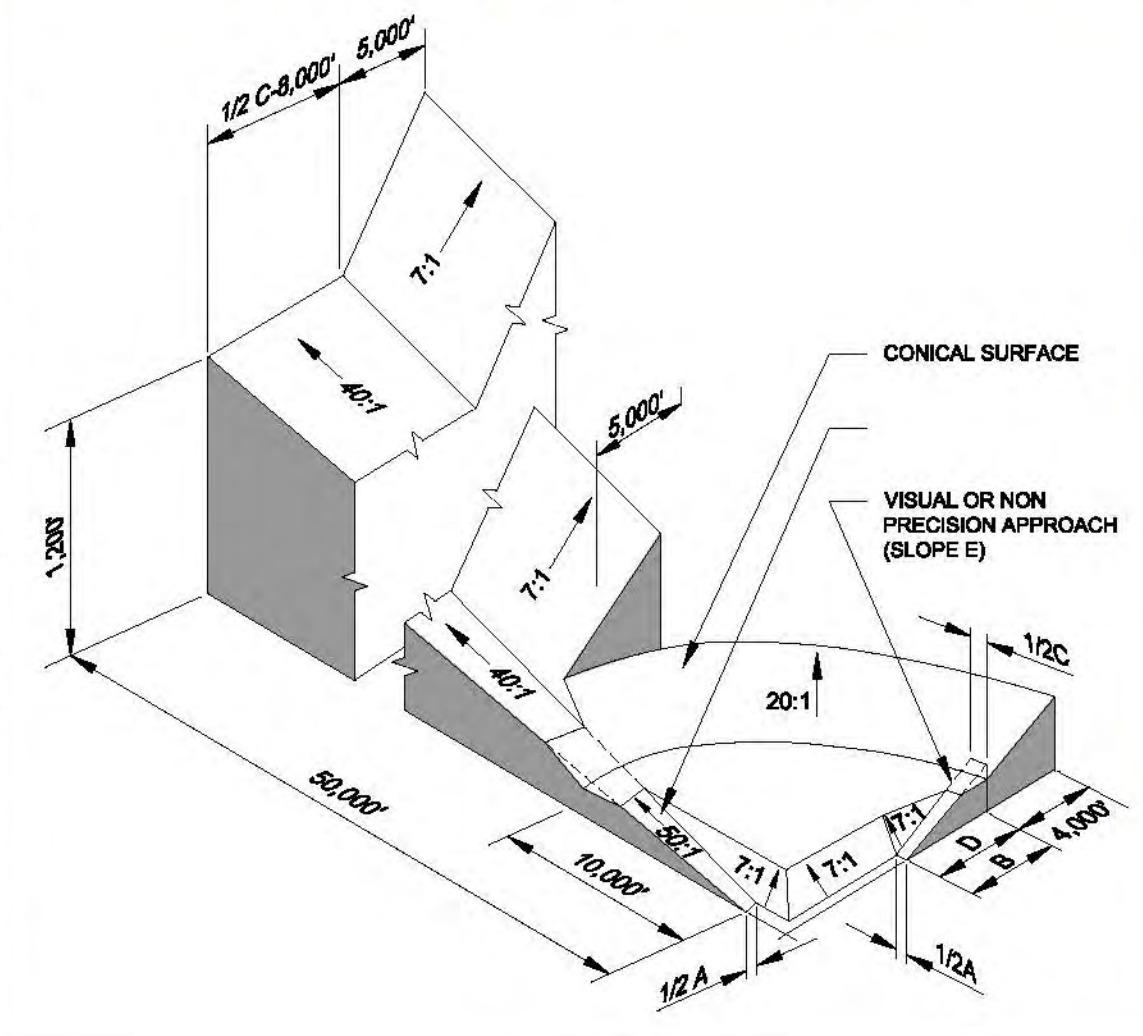 1/2 C-8,000'
5,000'
7:1
40:1
1,200'
CONICAL SURFACE
5,000'
VISUAL OR NON
PRECISION APPROACH
(SLOPE E)
7:1
40:1
20:1
1/2C
50,000'
10,000'
50:1
7:1
7:1
7:1
D
B
4,000'
1/2 A
1/2A